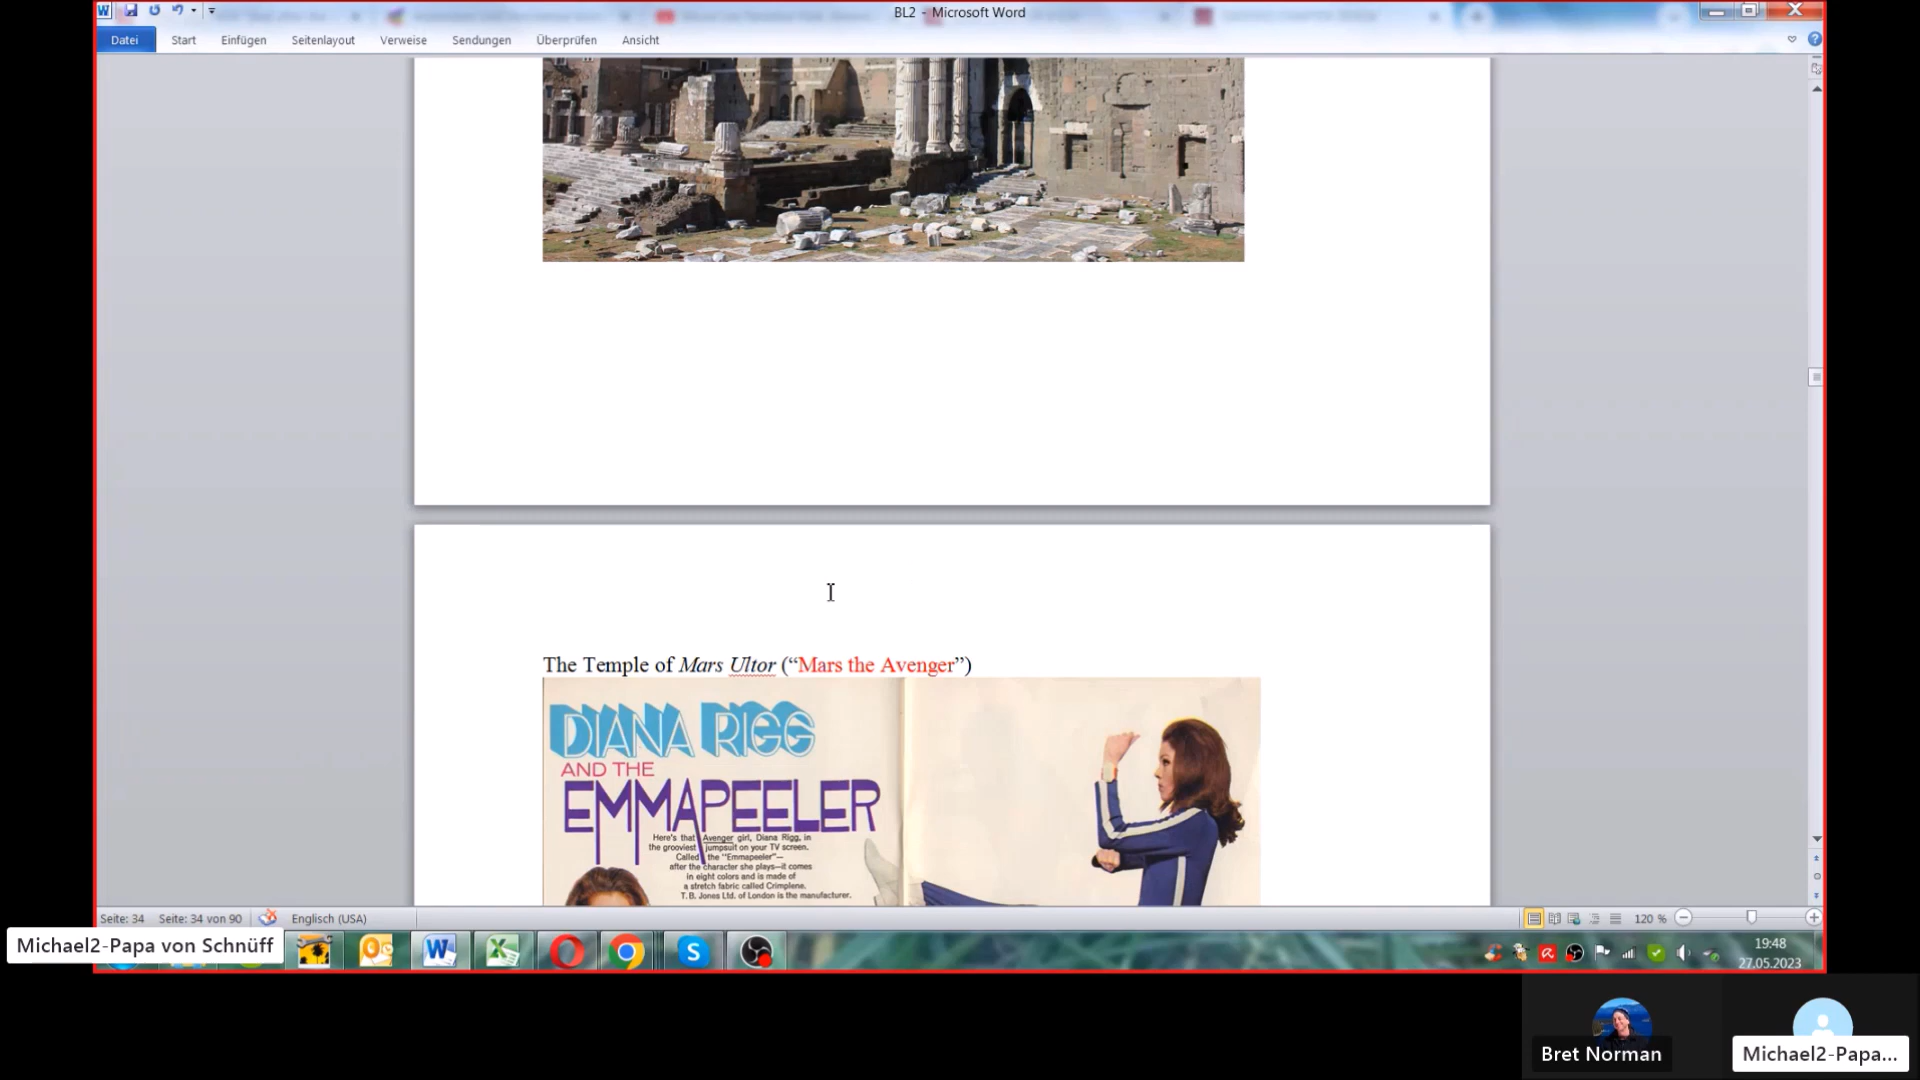 BL2 - Microsoft Word
Datei Start Einfügen Seitenlayout Verweise Sendungen Überprüfen Ansicht
The Temple of Mars Ultor (“Mars the Avenger”)
DIANA RIGG
AND THE
EMMAPEELER
Here's that Avenger girl, Diana Rigg, in
the grooviest jumpsuit on your TV screen.
Called the "Emmapeeler"—
after the character she plays—it comes
in eight colors and is made of
a stretch fabric called Crimplene.
T.B. Jones Ltd. of London is the manufacturer.
Seite: 34 Seite: 34 von 90 Englisch (USA) 120 %
Michael2-Papa von Schnüff
19:48
27.05.2023
Bret Norman
Michael2-Papa...